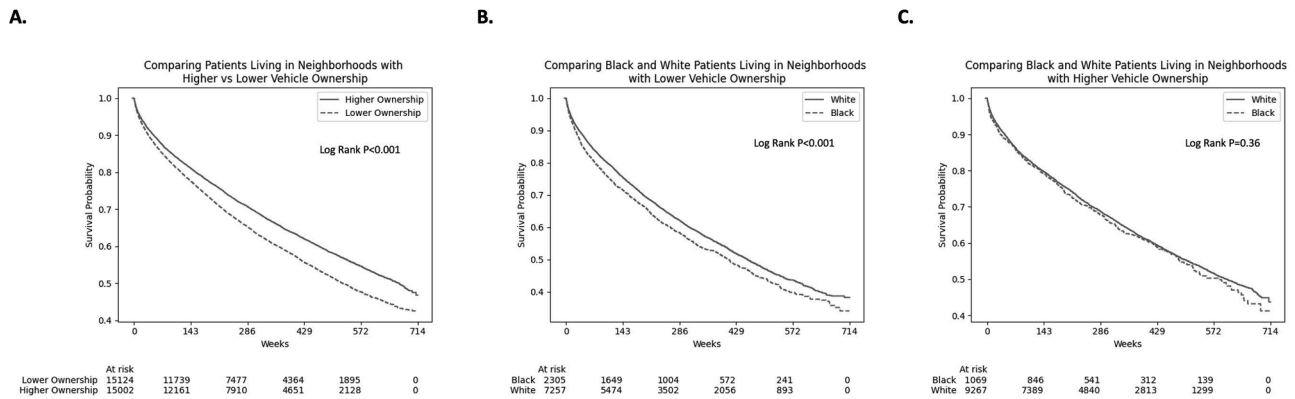 A.
Comparing Patients Living in Neighborhoods with
Higher vs Lower Vehicle Ownership
Higher Ownership
Lower Ownership
Log Rank P<0.001
Survival Probability
1.0
0.9
0.8
0.7
0.6
0.5
0.4
0 143 286 429 572 714
Weeks
At risk
Lower Ownership 15124 11739 7477 4364 1895 0
Higher Ownership 15002 12161 7910 4651 2128 0
B.
Comparing Black and White Patients Living in Neighborhoods
with Lower Vehicle Ownership
White
Black
Log Rank P<0.001
Survival Probability
1.0
0.9
0.8
0.7
0.6
0.5
0.4
0 143 286 429 572 714
Weeks
At risk
Black 2305 1649 1004 572 241 0
White 7257 5474 3502 2056 893 0
C.
Comparing Black and White Patients Living in Neighborhoods
with Higher Vehicle Ownership
White
Black
Log Rank P=0.36
Survival Probability
1.0
0.9
0.8
0.7
0.6
0.5
0.4
0 143 286 429 572 714
Weeks
At risk
Black 1069 846 541 312 139 0
White 9267 7389 4840 2813 1299 0